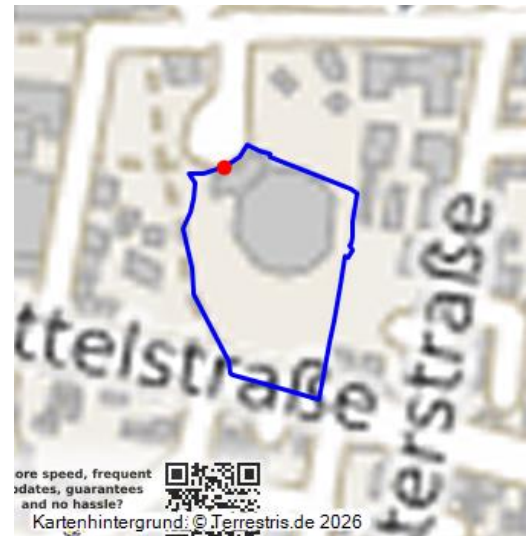 ttelstraße
terstraße
ore speed, frequent
pdates, guarantees
and no hassle?
Kartenhintergrund: © Terrestris.de 2026